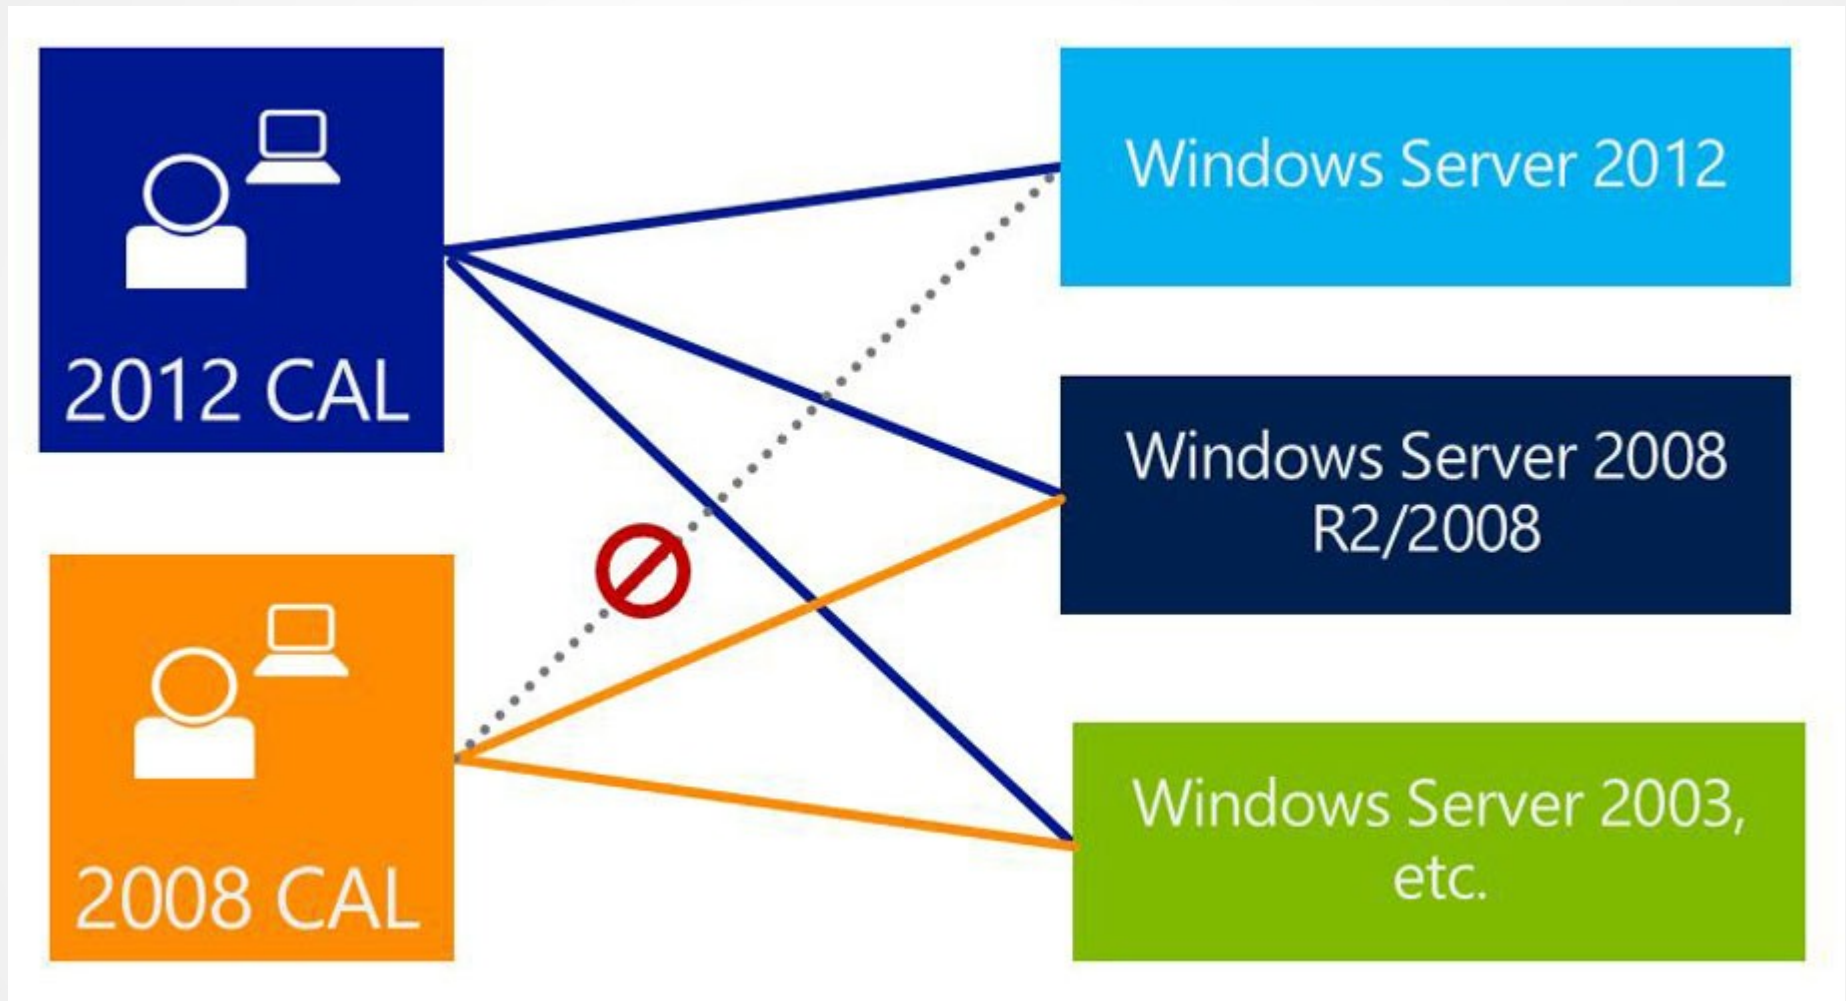 2012 CAL
Windows Server 2012
Windows Server 2008
R2/2008
2008 CAL
Windows Server 2003,
etc.